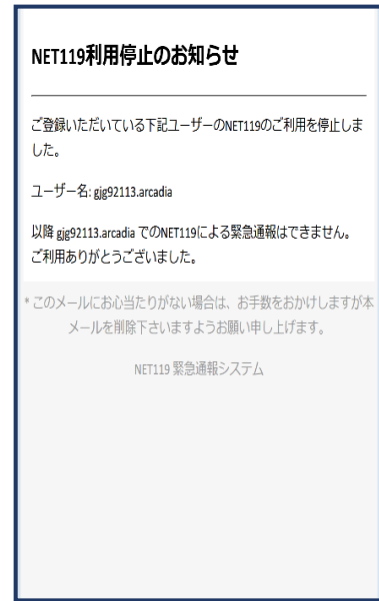 NET119利用停止のお知らせ
ご登録いただいている下記ユーザーのNET119のご利用を停止しま
した。
ユーザー名: gjg92113.arcadia
以降 gjg92113.arcadia でのNET119による緊急通報はできません。
ご利用ありがとうございました。
* このメールにお心当たりがない場合は、お手数をおかけしますが本
メールを削除下さいますようお願い申し上げます。
NET119 緊急通報システム